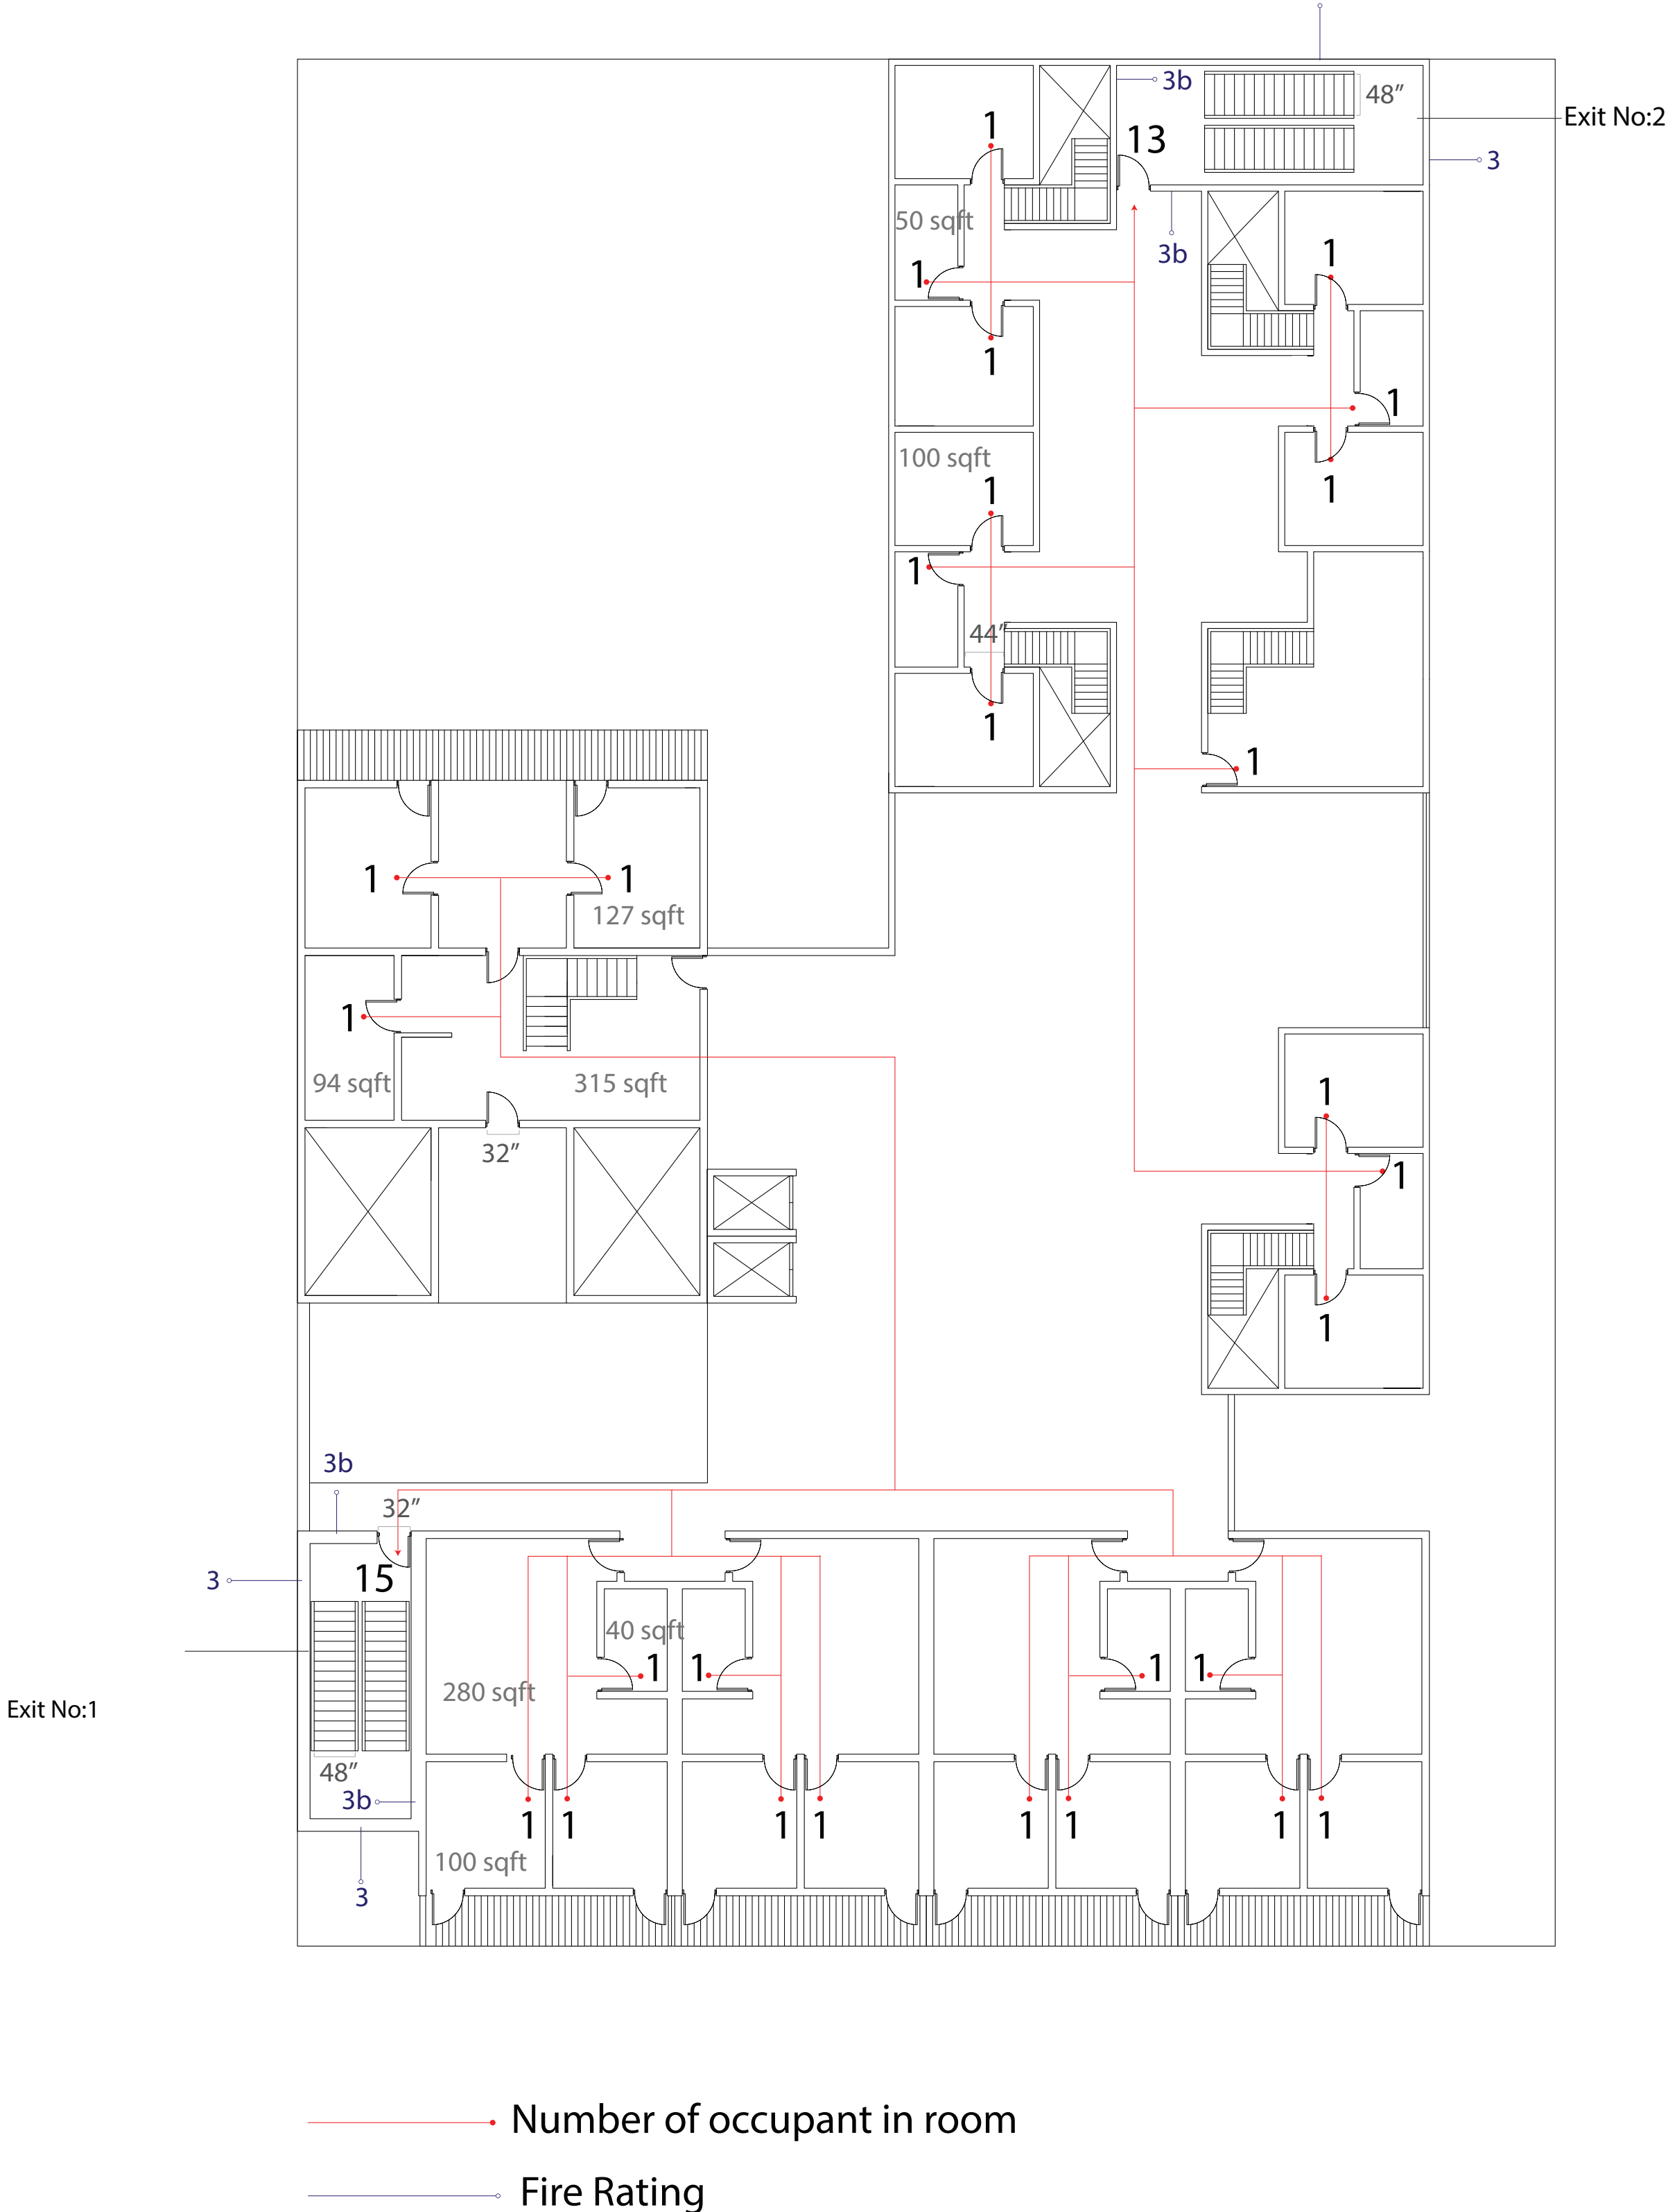 3b
48”
Exit No:2
1
13
3
50 sqft
3b
1
1
1
1
1
100 sqft
1
1
1
44”
1
1
1
1
127 sqft
1
94 sqft
315 sqft
1
32”
1
1
3b
32”
3
15
40 sqft
1
1
1
1
280 sqft
Exit No:1
48”
3b
1
1
1
1
1
1
1
1
100 sqft
3
Number of occupant in room
Fire Rating